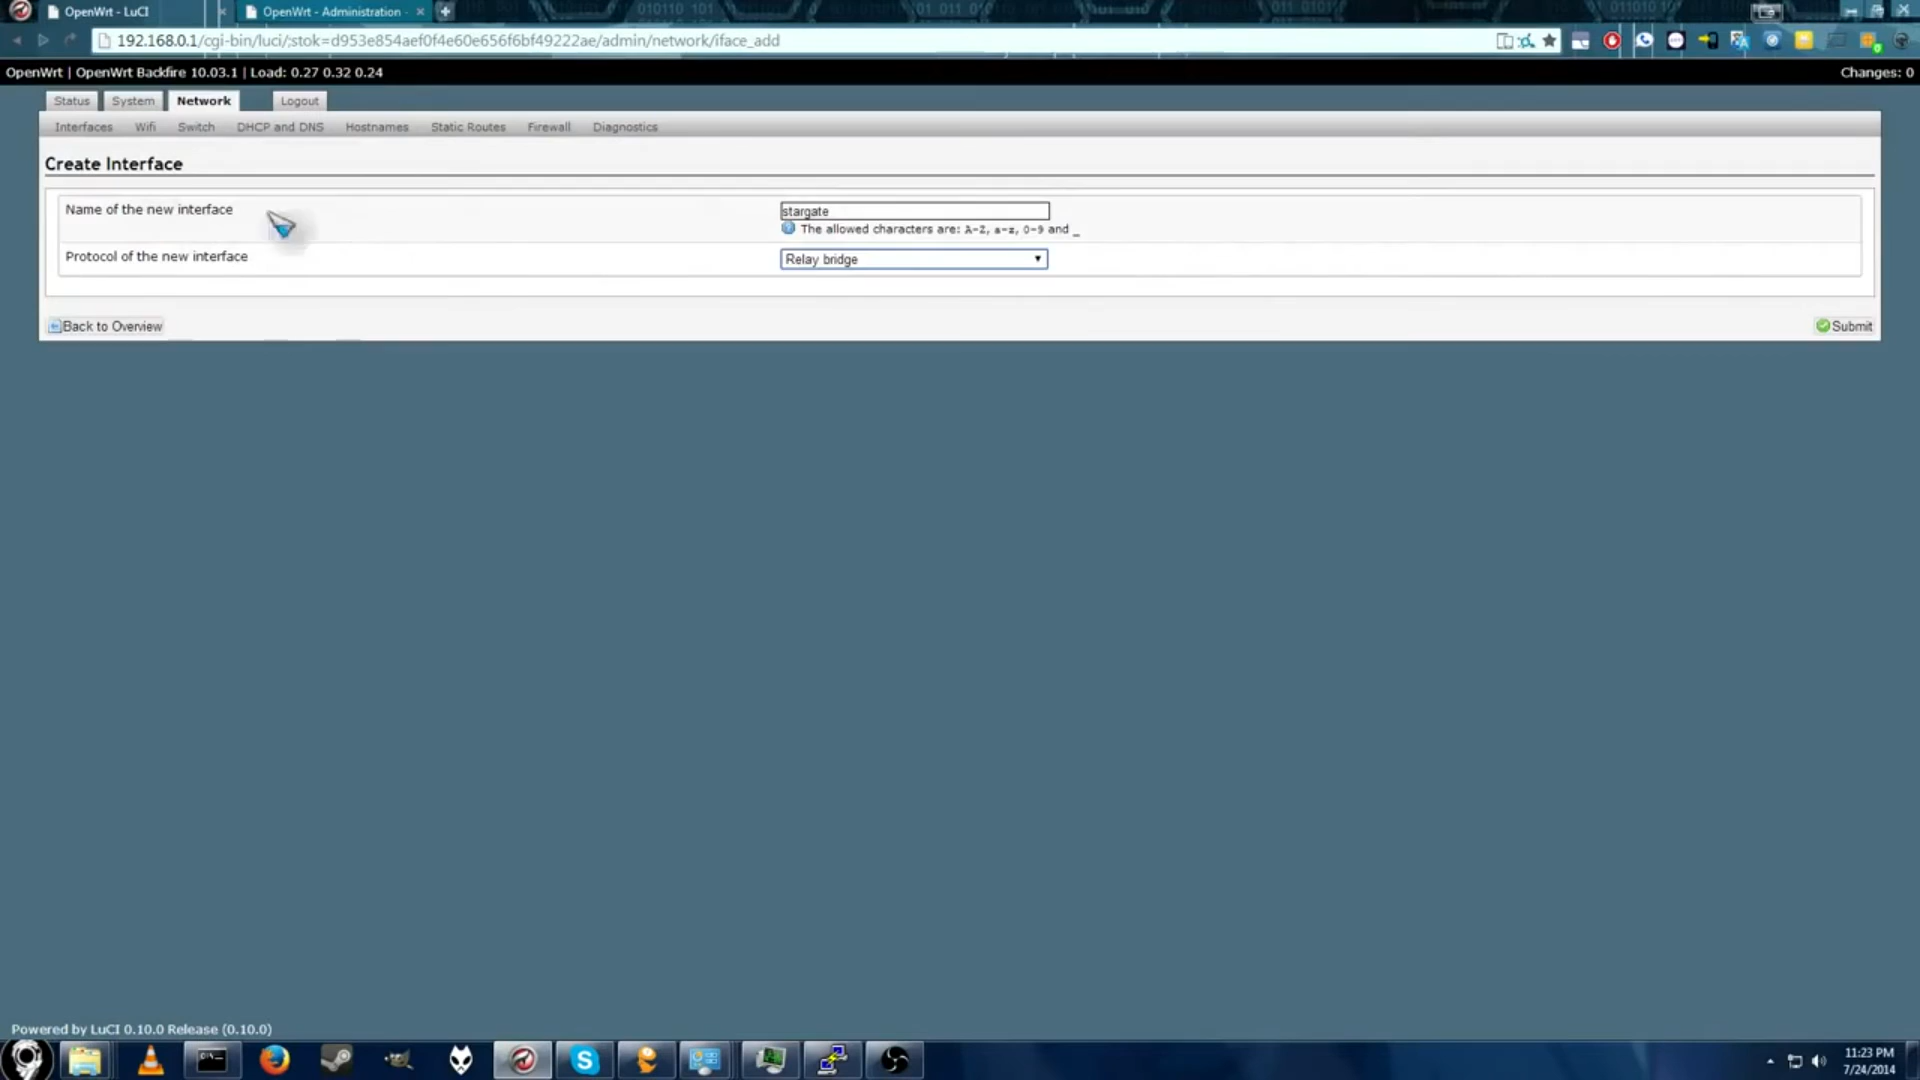 OpenWrt - LuCI
OpenWrt - Administration
192.168.0.1/cgi-bin/luci/;stok=d953e854aef0f4e60e656f6bf49222ae/admin/network/iface_add
OpenWrt | OpenWrt Backfire 10.03.1 | Load: 0.27 0.32 0.24
Changes: 0
Status System Network Logout
Interfaces Wifi Switch DHCP and DNS Hostnames Static Routes Firewall Diagnostics
Create Interface
Name of the new interface
stargate
The allowed characters are: A-Z, a-z, 0-9 and _
Protocol of the new interface
Relay bridge
Back to Overview
Submit
Powered by LuCI 0.10.0 Release (0.10.0)
11:23 PM
7/24/2014